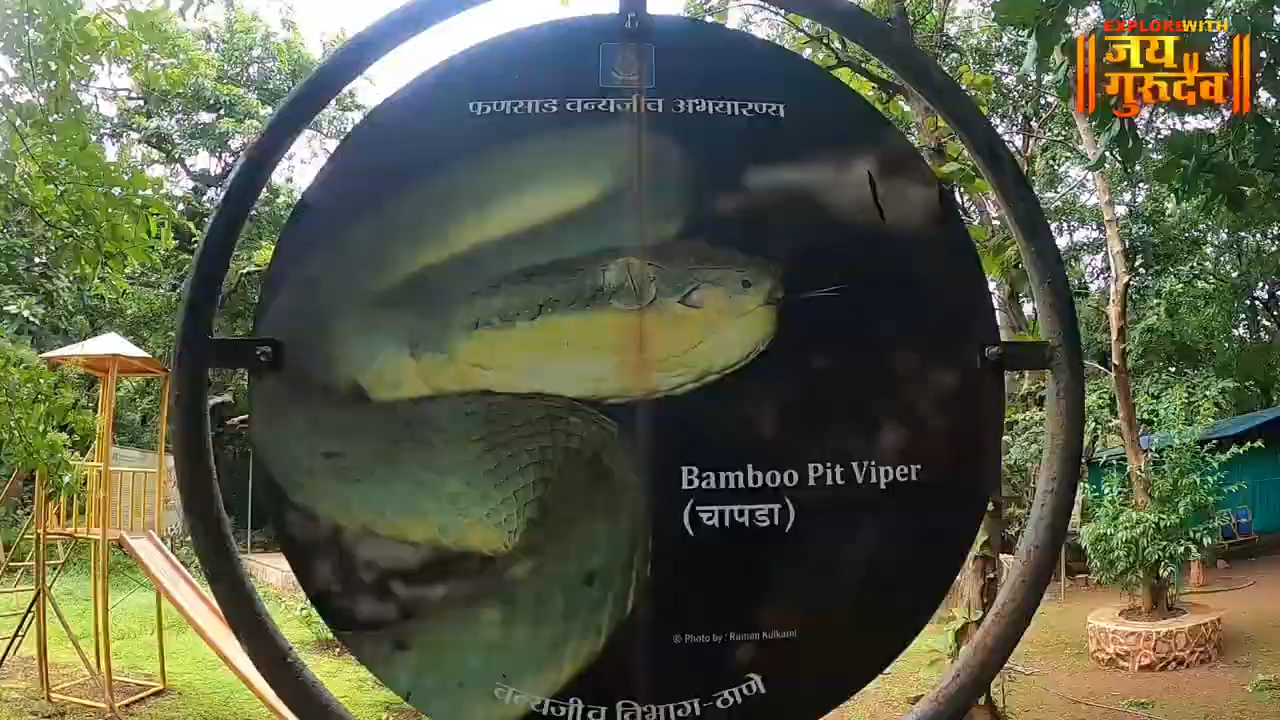 EXPLORE WITH
जय
गुरूदेव
फणसाड वन्यजीव अभयारण्य
Bamboo Pit Viper
(चापडा)
© Photo by : Raman Kulkarni
वन्यजीव विभाग-ठाणे